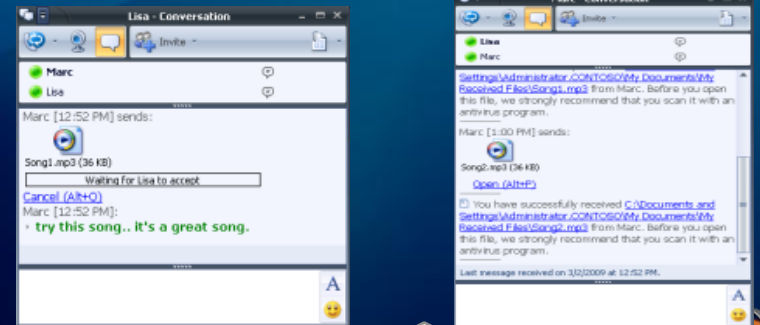 Lisa - Conversation
Invite
Marc
Lisa
Marc [12:52 PM] sends:
Song1.mp3 (36 KB)
Waiting for Lisa to accept
Cancel (Alt+Q)
Marc [12:52 PM]:
try this song.. it's a great song.
A
Marc - Conversation
Invite
Lisa
Marc
Settings\Administrator.CONTOSO\My Documents\My
Received Files\Song1.mp3 from Marc. Before you open
this file, we strongly recommend that you scan it with an
antivirus program.
Marc [1:00 PM] sends:
Song2.mp3 (36 KB)
Open (Alt+P)
You have successfully received C:\Documents and
Settings\Administrator.CONTOSO\My Documents\My
Received Files\Song2.mp3 from Marc. Before you open
this file, we strongly recommend that you scan it with an
antivirus program.
Last message received on 3/2/2009 at 12:52 PM.
A